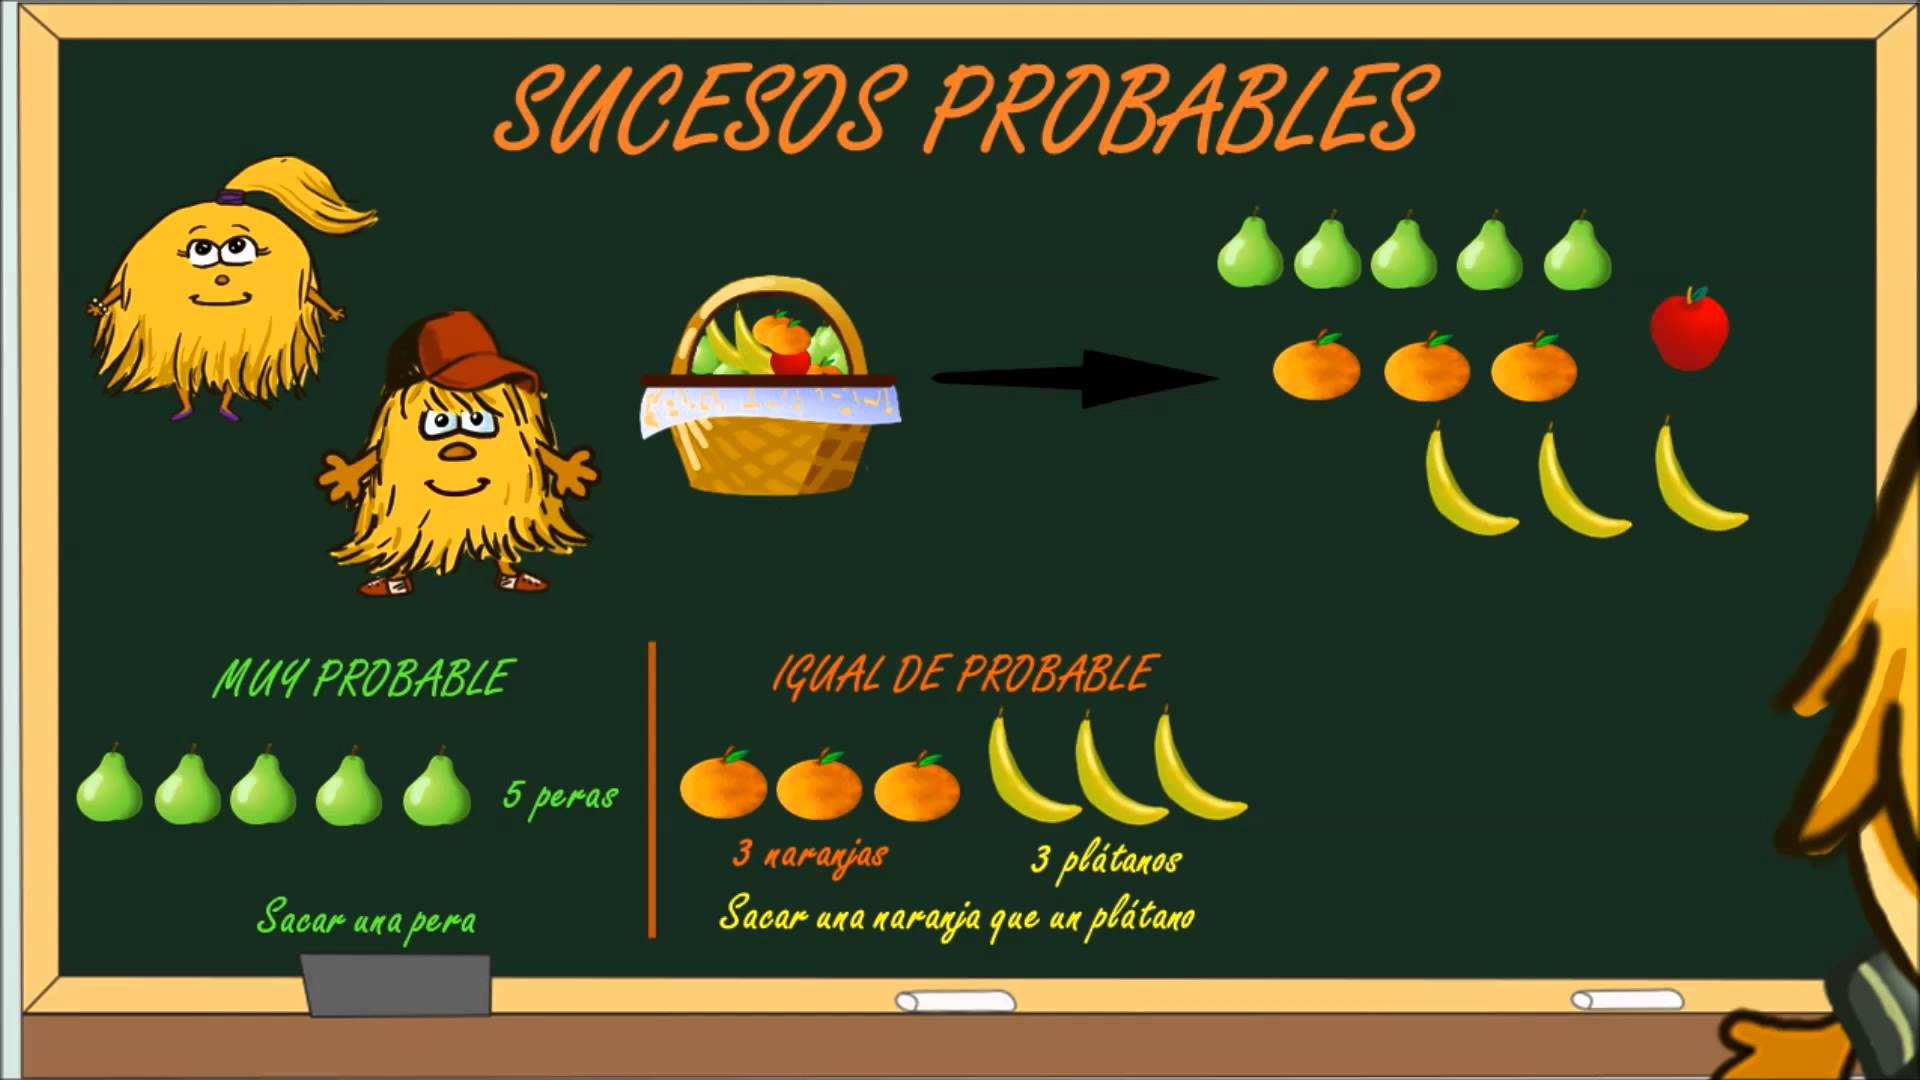 SUCESOS PROBABLES
MUY PROBABLE
5 peras
Sacar una pera
IGUAL DE PROBABLE
3 naranjas
3 plátanos
Sacar una naranja que un plátano